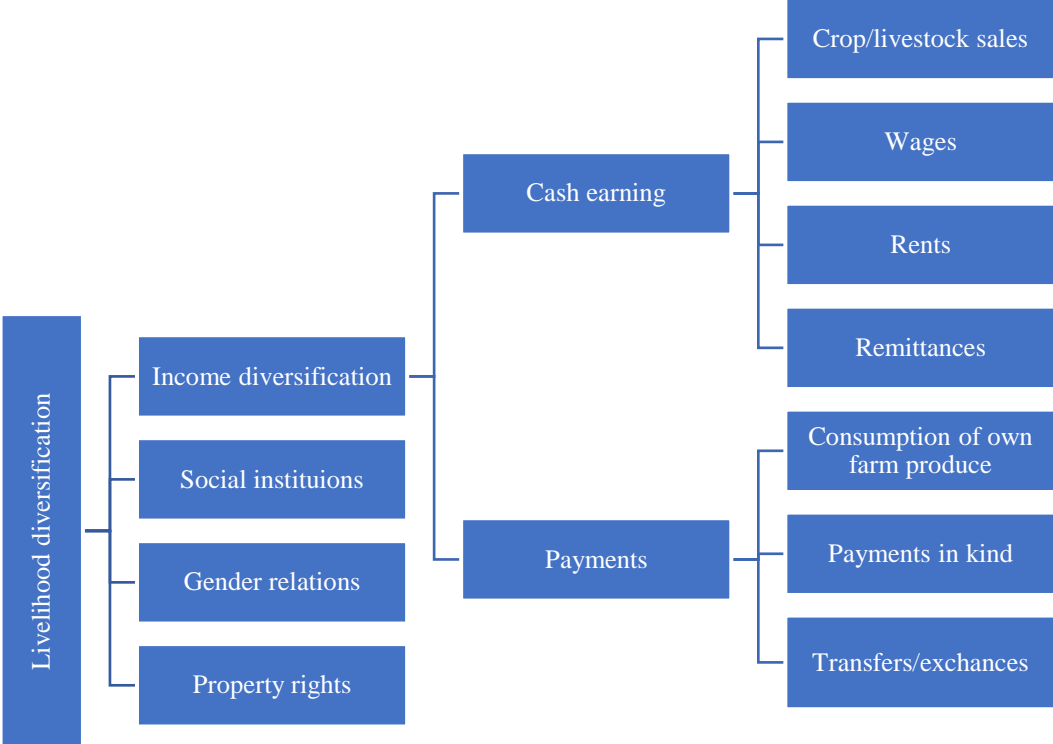 Livelihood diversification
Income diversification
Social instituions
Gender relations
Property rights
Cash earning
Payments
Crop/livestock sales
Wages
Rents
Remittances
Consumption of own
farm produce
Payments in kind
Transfers/exchances